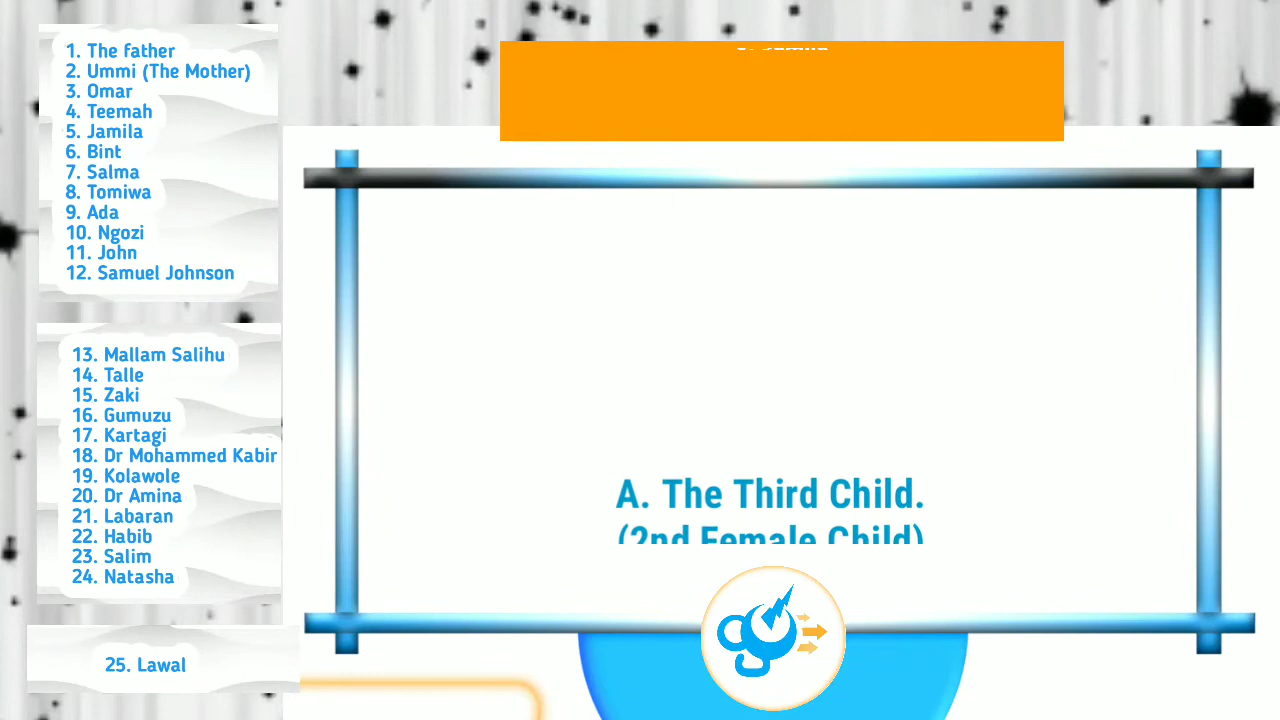 1. The father
2. Ummi (The Mother)
3. Omar
4. Teemah
5. Jamila
6. Bint
7. Salma
8. Tomiwa
9. Ada
10. Ngozi
11. John
12. Samuel Johnson
13. Mallam Salihu
14. Talle
15. Zaki
16. Gumuzu
17. Kartagi
18. Dr Mohammed Kabir
19. Kolawole
20. Dr Amina
21. Labaran
22. Habib
23. Salim
24. Natasha
25. Lawal
A. The Third Child.
(2nd Female Child)